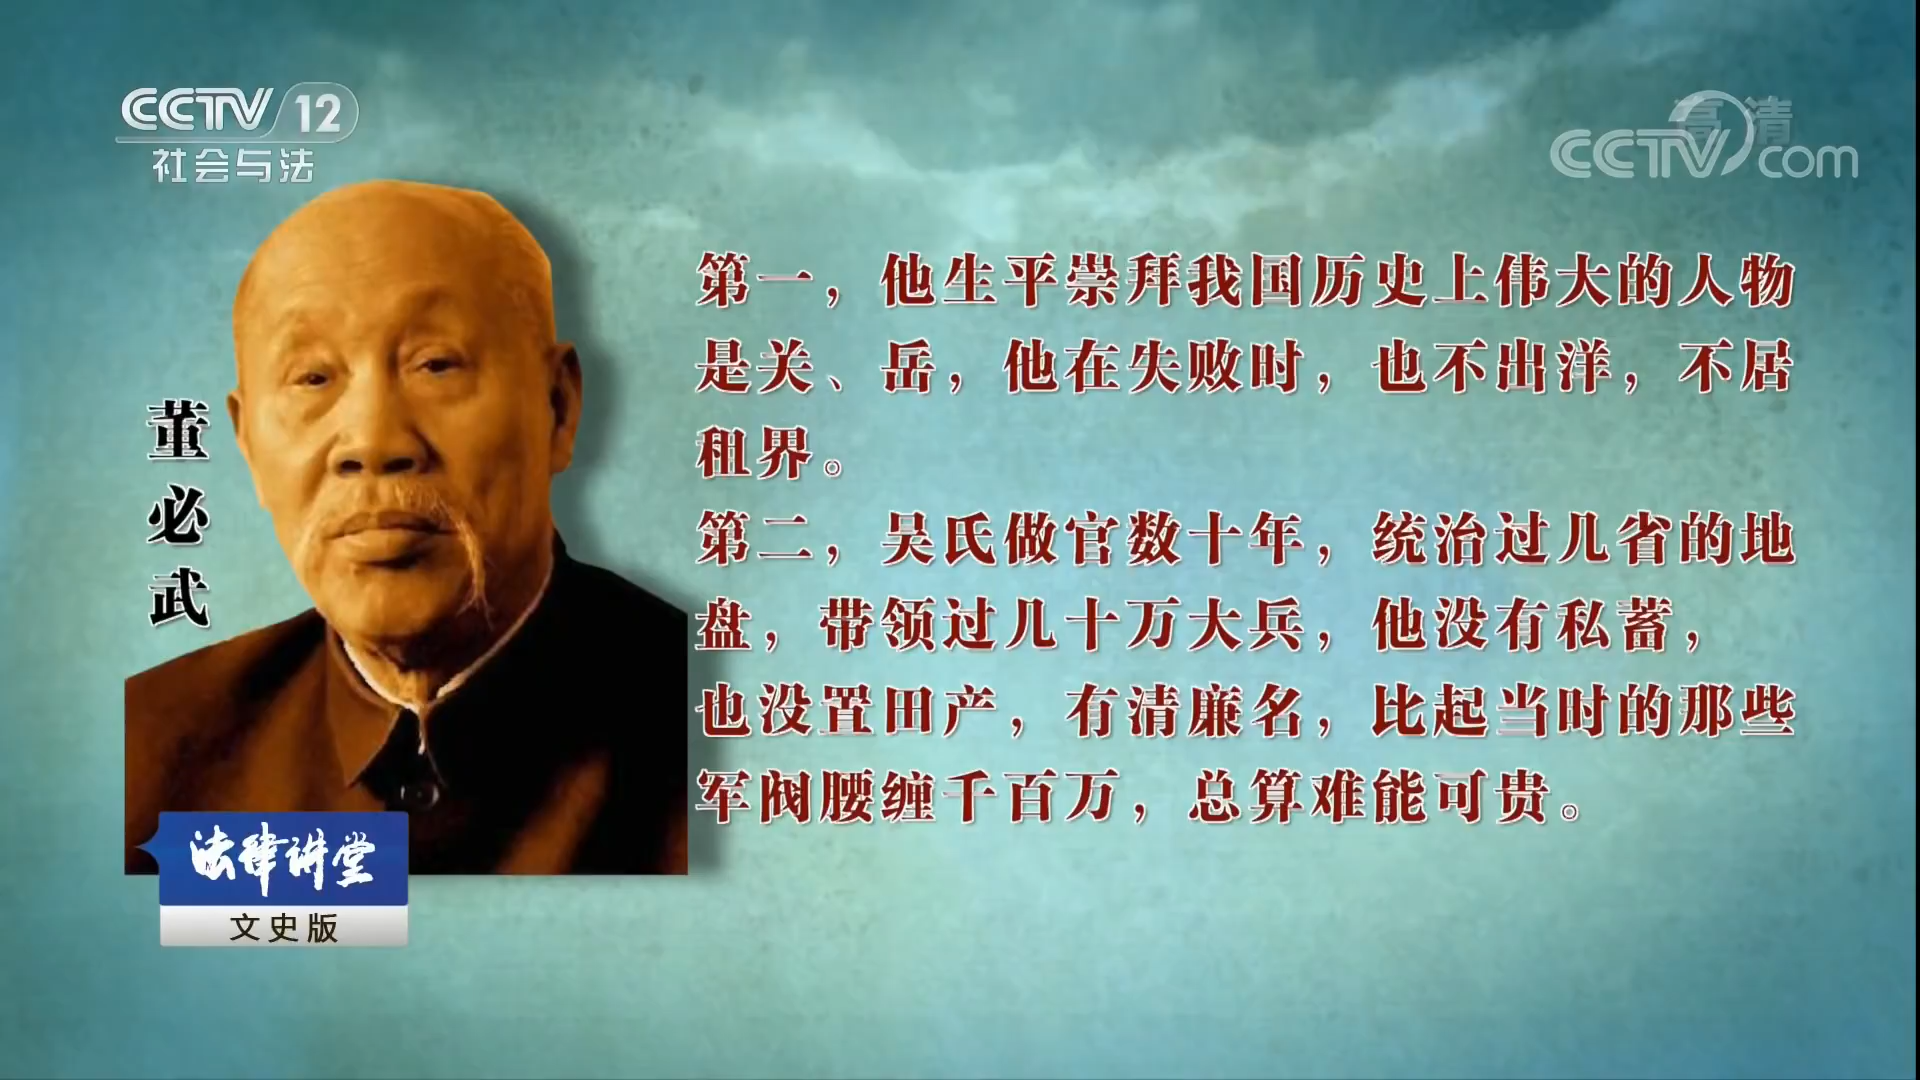 CCTV 12
社会与法
高清
CCTV com
董必武
第一，他生平崇拜我国历史上伟大的人物
是关、岳，他在失败时，也不出洋，不居
租界。
第二，吴氏做官数十年，统治过几省的地
盘，带领过几十万大兵，他没有私蓄，
也没置田产，有清廉名，比起当时的那些
军阀腰缠千百万，总算难能可贵。
法律讲堂
文史版